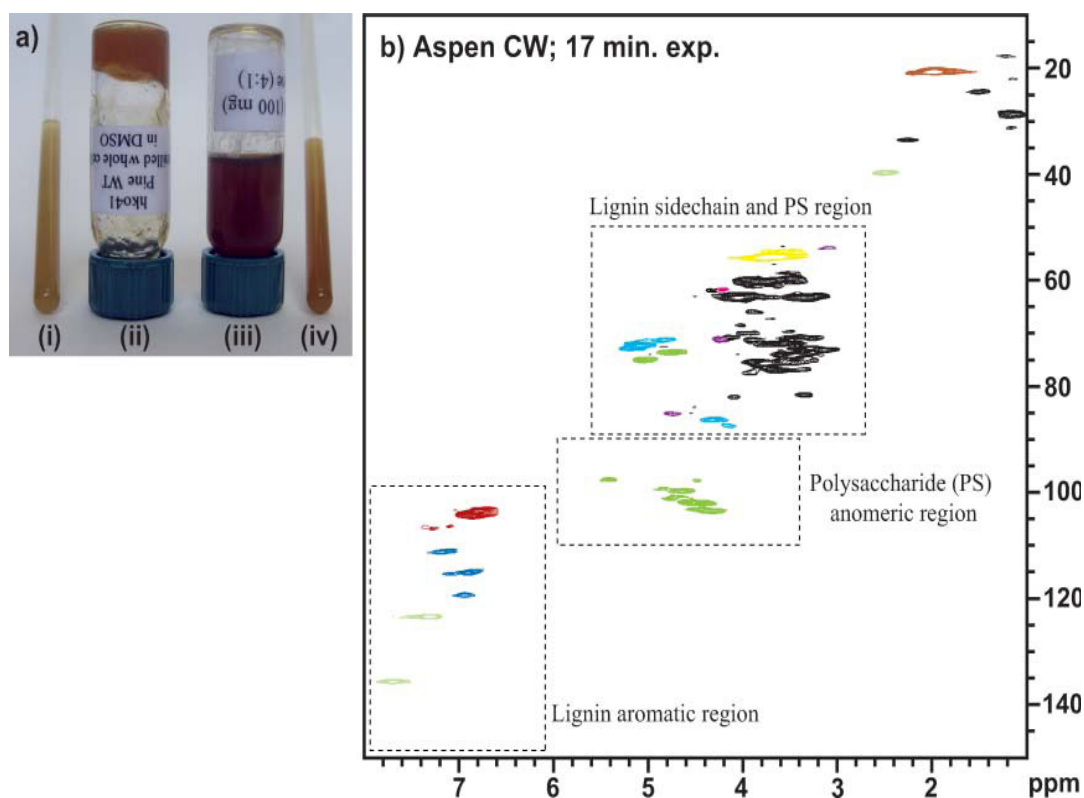 a)
hko41
Pine WT
whole
in DMSO
(100 mg)
(4:1)
(i)
(ii)
(iii)
(iv)
b) Aspen CW; 17 min. exp.
Lignin sidechain and PS region
Polysaccharide (PS)
anomeric region
Lignin aromatic region
20
40
60
80
100
120
140
7 6 5 4 3 2 ppm